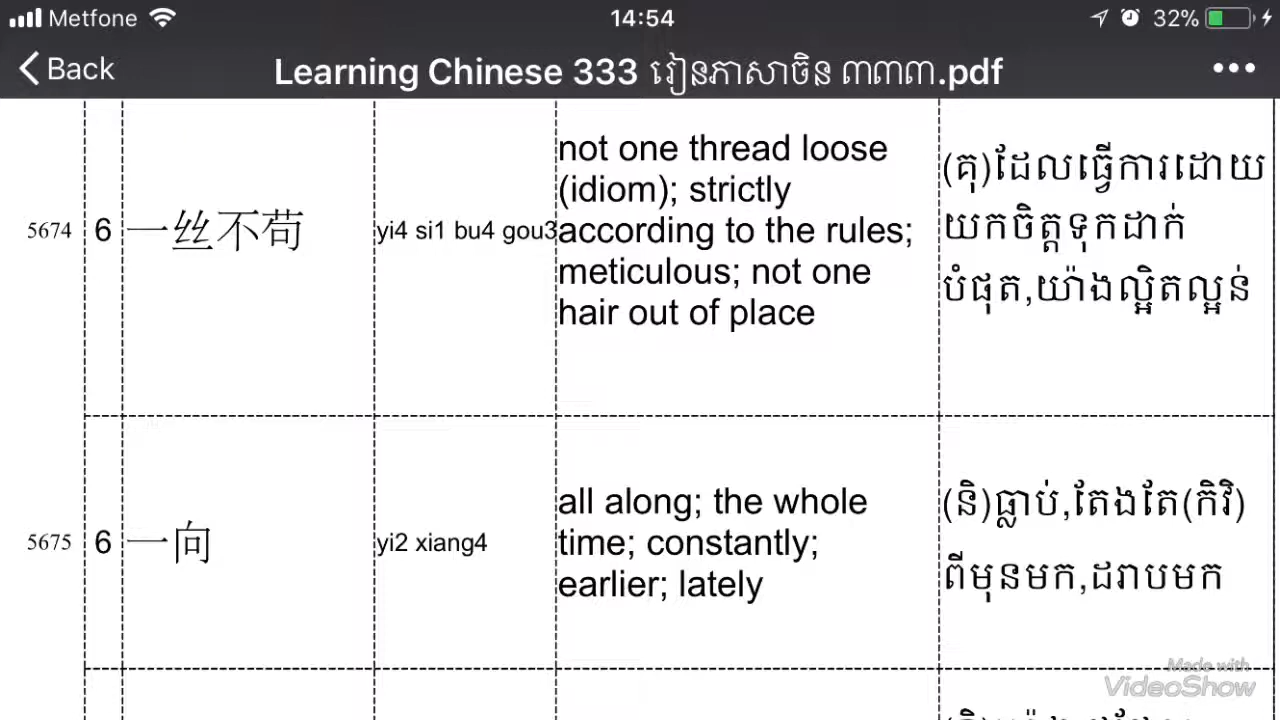 Metfone 14:54 32%
Back Learning Chinese 333 រៀនភាសាចិន ៣៣៣.pdf
5674 6 一丝不苟 yi4 si1 bu4 gou3
not one thread loose
(idiom); strictly
according to the rules;
meticulous; not one
hair out of place
(គុ)ដែលធ្វើការដោយ
យកចិត្តទុកដាក់
បំផុត,យ៉ាងល្អិតល្អន់
5675 6 一向 yi2 xiang4
all along; the whole
time; constantly;
earlier; lately
(និ)ធ្លាប់,តែងតែ(កិវិ)
ពីមុនមក,ដរាបមក
Made with
VideoShow